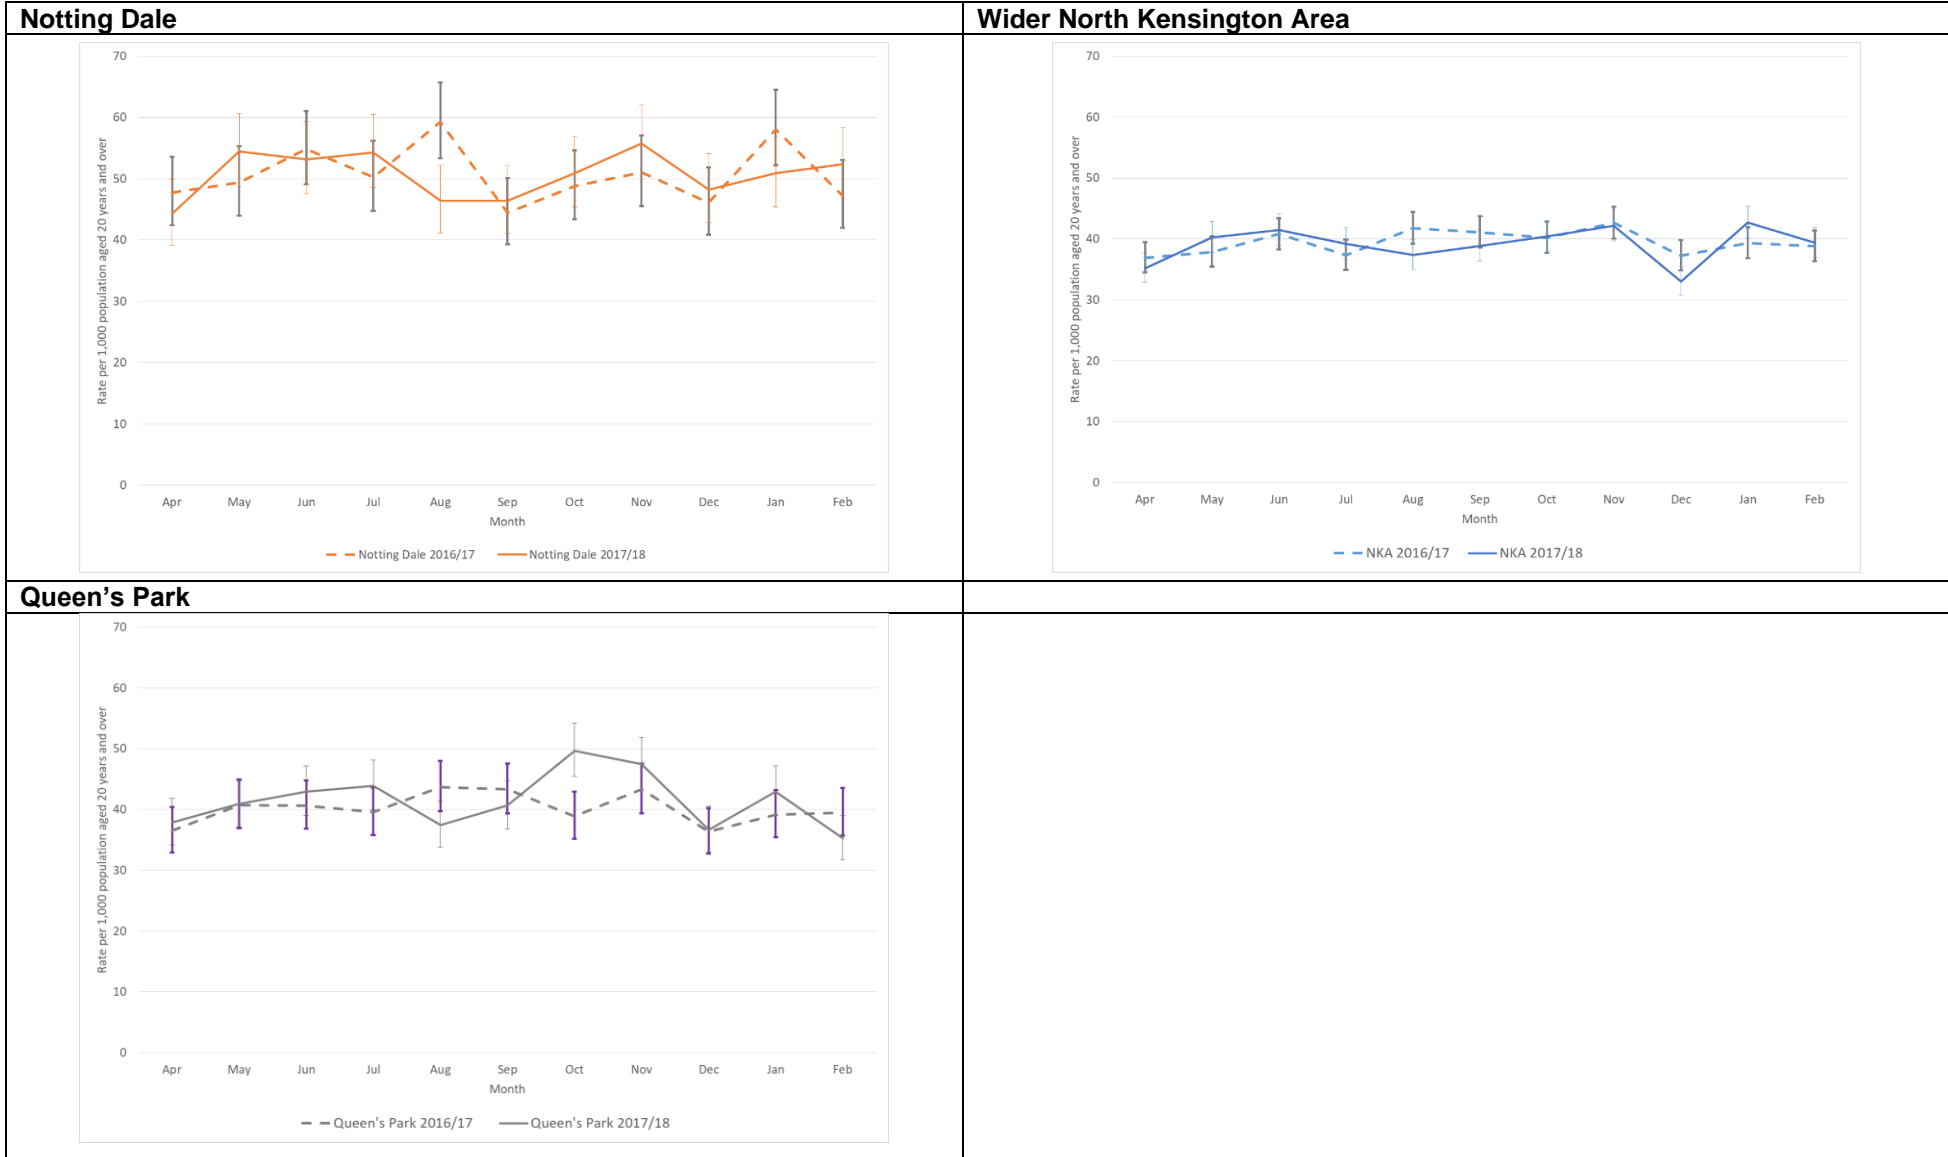 Notting Dale
Wider North Kensington Area
Rate per 1,000 population aged 20 years and over
70
60
50
40
30
20
10
0
Apr May Jun Jul Aug Sep Oct Nov Dec Jan Feb
Month
Notting Dale 2016/17 Notting Dale 2017/18
Rate per 1,000 population aged 20 years and over
70
60
50
40
30
20
10
0
Apr May Jun Jul Aug Sep Oct Nov Dec Jan Feb
Month
NKA 2016/17 NKA 2017/18
Queen’s Park
Rate per 1,000 population aged 20 years and over
70
60
50
40
30
20
10
0
Apr May Jun Jul Aug Sep Oct Nov Dec Jan Feb
Month
Queen's Park 2016/17 Queen's Park 2017/18